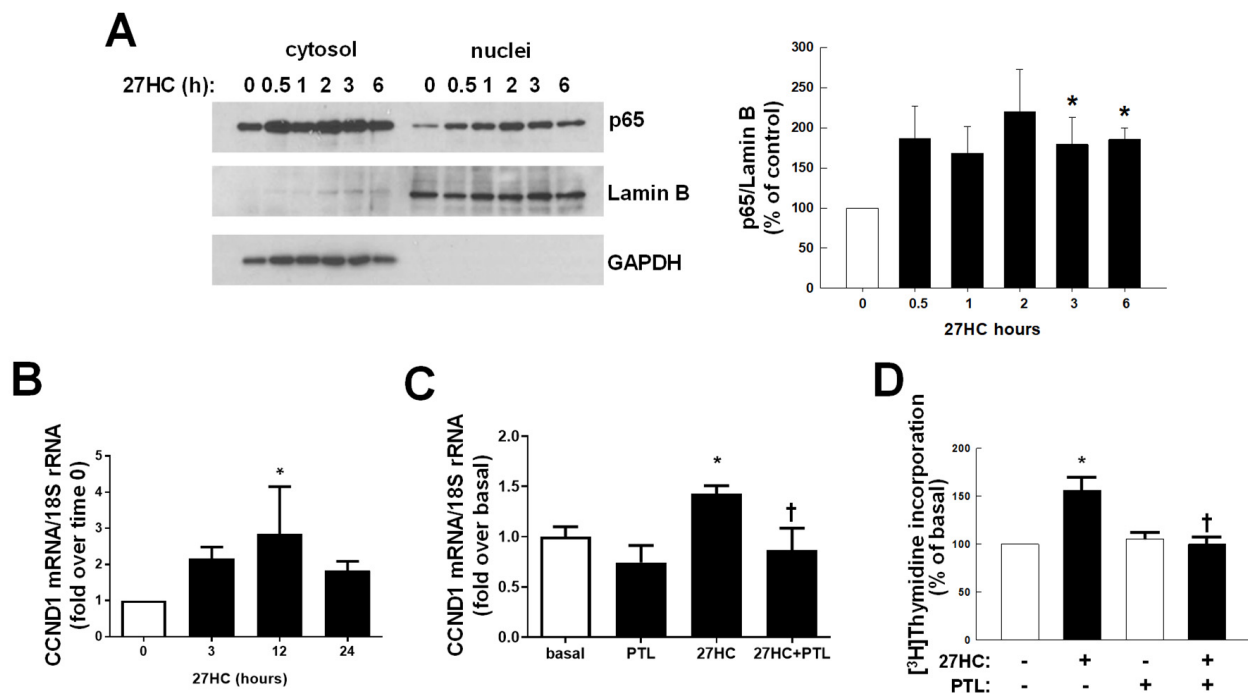 A
cytosol nuclei
27HC (h): 0 0.5 1 2 3 6 0 0.5 1 2 3 6
p65
Lamin B
GAPDH
p65/Lamin B
(% of control)
300
250
200
150
100
50
0
* *
0 0.5 1 2 3 6
27HC hours
B
CCND1 mRNA/18S rRNA
(fold over time 0)
5
4
3
2
1
0
*
0 3 12 24
27HC (hours)
C
CCND1 mRNA/18S rRNA
(fold over basal)
2.0
1.5
1.0
0.5
0.0
* †
basal PTL 27HC 27HC+PTL
D
[³H]Thymidine incorporation
(% of basal)
200
150
100
50
0
* †
27HC: - + - +
PTL: - - + +